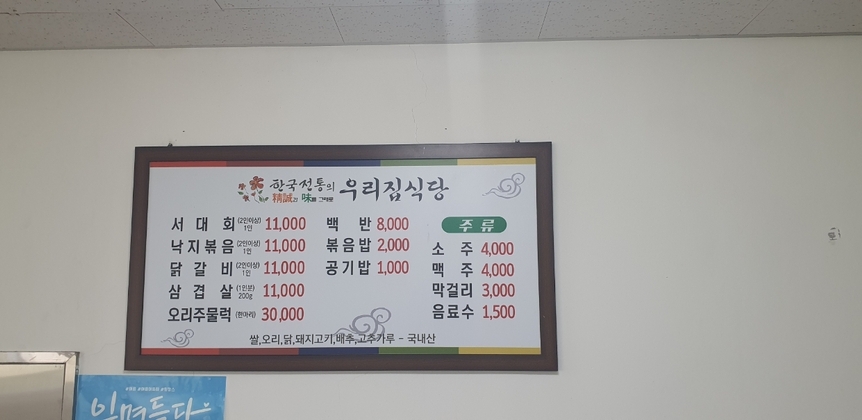 한국전통의 우리집식당
精誠과 味를 그대로
서대회 (2인이상) 1인 11,000
낙지볶음 (2인이상) 1인 11,000
닭갈비 (2인이상) 1인 11,000
삼겹살 (1인분) 200g 11,000
오리주물럭 (한마리) 30,000
백반 8,000
볶음밥 2,000
공기밥 1,000
주류
소주 4,000
맥주 4,000
막걸리 3,000
음료수 1,500
쌀,오리,닭,돼지고기,배추,고추가루 - 국내산